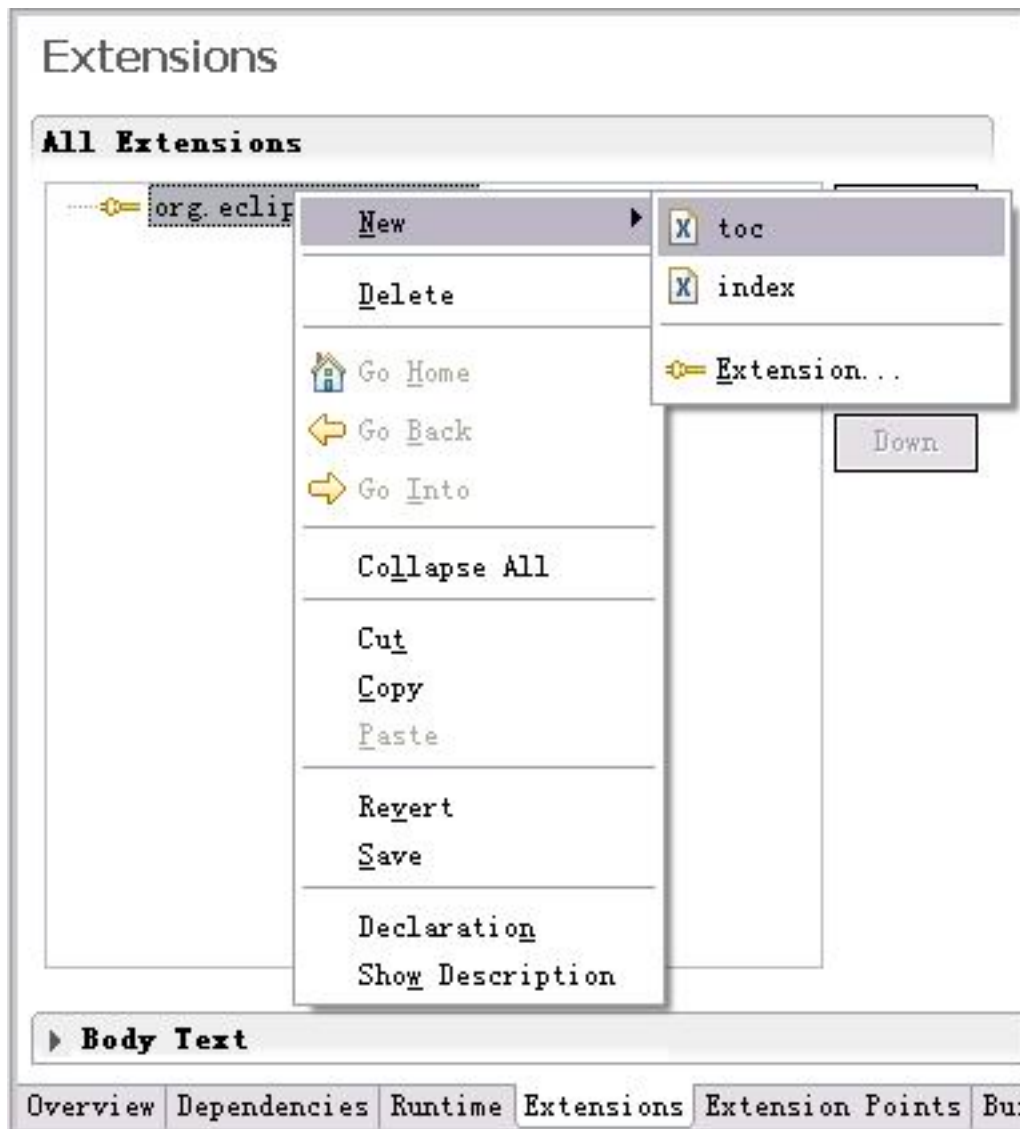 Extensions
All Extensions
org.eclip
New
toc
Delete
index
Extension...
Go Home
Go Back
Down
Go Into
Collapse All
Cut
Copy
Paste
Revert
Save
Declaration
Show Description
Body Text
Overview Dependencies Runtime Extensions Extension Points Bui